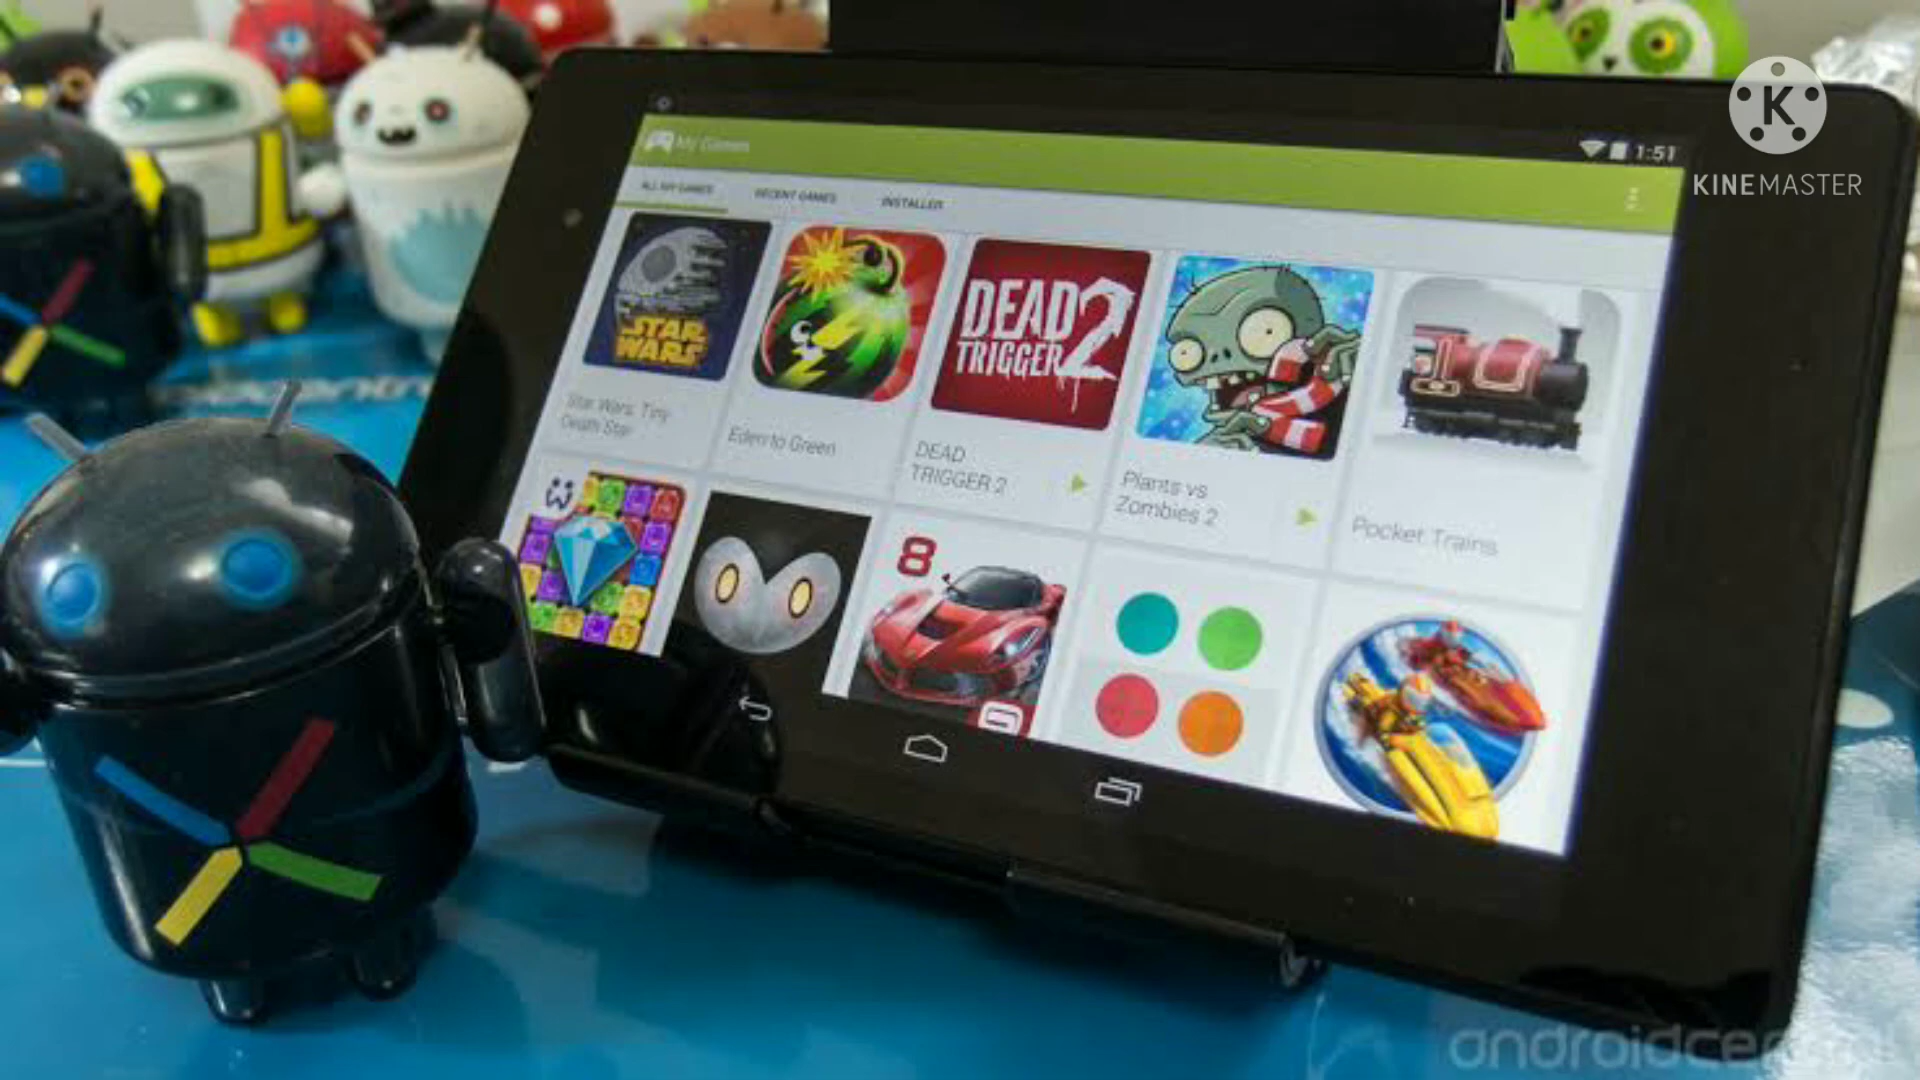 My Games
1:51
K
KINEMASTER
ALL MY GAMES
RECENT GAMES
INSTALLED
STAR
WARS
DEAD
TRIGGER 2
Star Wars: Tiny
Death Star
Eden to Green
DEAD
TRIGGER 2
Plants vs
Zombies 2
Pocket Trains
8
androidcentral